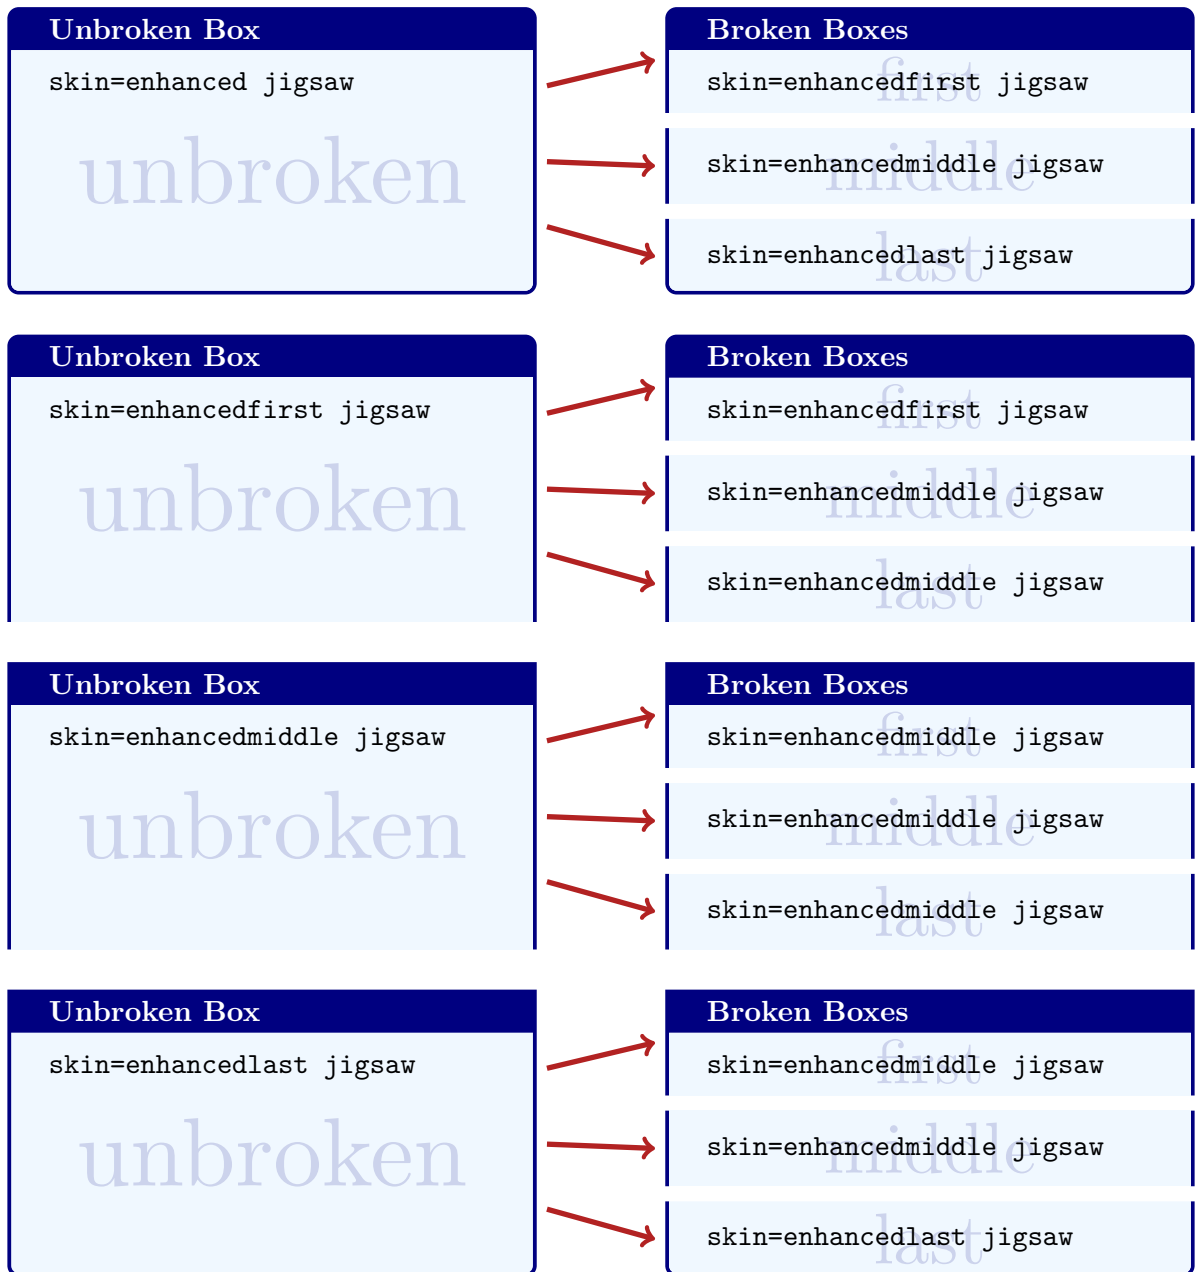 Unbroken Box
skin=enhanced jigsaw
unbroken
Broken Boxes
first
skin=enhancedfirst jigsaw
middle
skin=enhancedmiddle jigsaw
last
skin=enhancedlast jigsaw
Unbroken Box
skin=enhancedfirst jigsaw
unbroken
Broken Boxes
first
skin=enhancedfirst jigsaw
middle
skin=enhancedmiddle jigsaw
last
skin=enhancedmiddle jigsaw
Unbroken Box
skin=enhancedmiddle jigsaw
unbroken
Broken Boxes
first
skin=enhancedmiddle jigsaw
middle
skin=enhancedmiddle jigsaw
last
skin=enhancedmiddle jigsaw
Unbroken Box
skin=enhancedlast jigsaw
unbroken
Broken Boxes
first
skin=enhancedmiddle jigsaw
middle
skin=enhancedmiddle jigsaw
last
skin=enhancedlast jigsaw